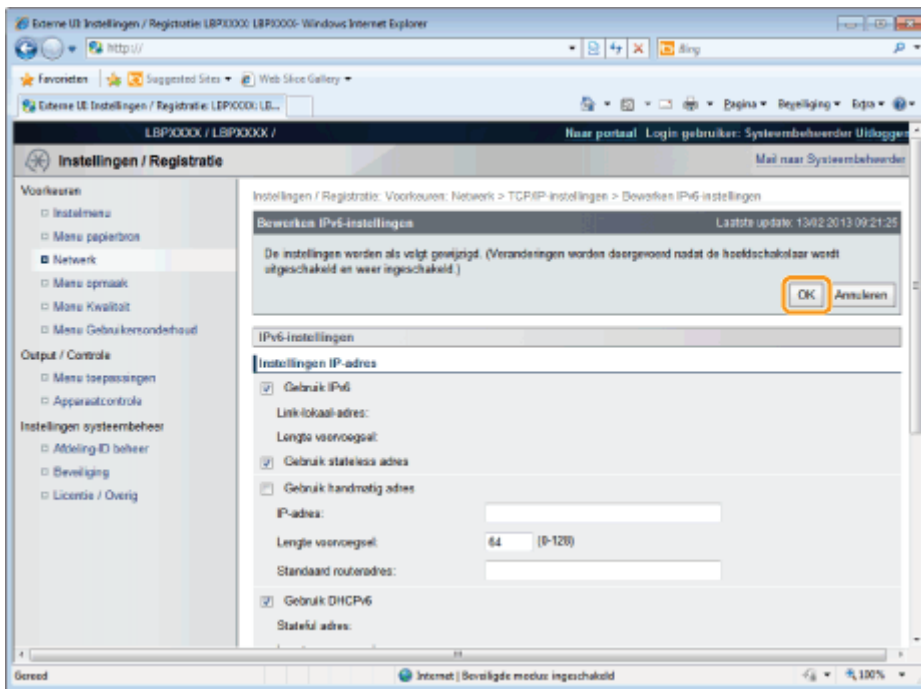 Externe UI: Instellingen / Registratie: LBPXXXX: LBPXXXX - Windows Internet Explorer
http://
Bing
Favorieten Suggested Sites Web Slice Gallery
Externe UI: Instellingen / Registratie: LBPXXXX: LB... Pagina Beveiliging Extra
LBPXXXX / LBPXXXX / Naar portaal Login gebruiker: Systeembeheerder Uitloggen
Instellingen / Registratie Mail naar Systeembeheerder
Voorkeuren
Instelmenu
Menu papierbron
Netwerk
Menu opmaak
Menu Kwaliteit
Menu Gebruikersonderhoud
Output / Controle
Menu toepassingen
Apparaatcontrole
Instellingen systeembeheer
Afdeling-ID beheer
Beveiliging
Licentie / Overig
Instellingen / Registratie: Voorkeuren: Netwerk > TCP/IP-instellingen > Bewerken IPv6-instellingen
Bewerken IPv6-instellingen Laatste update: 13/02 2013 09:21:25
De instellingen worden als volgt gewijzigd. (Veranderingen worden doorgevoerd nadat de hoofdschakelaar wordt
uitgeschakeld en weer ingeschakeld.)
OK Annuleren
IPv6-instellingen
Instellingen IP-adres
Gebruik IPv6
Link-lokaal-adres:
Lengte voorvoegsel:
Gebruik stateless adres
Gebruik handmatig adres
IP-adres:
Lengte voorvoegsel: 64 (0-128)
Standaard routeradres:
Gebruik DHCPv6
Stateful adres:
Gereed Internet | Beveiligde modus ingeschakeld 100%